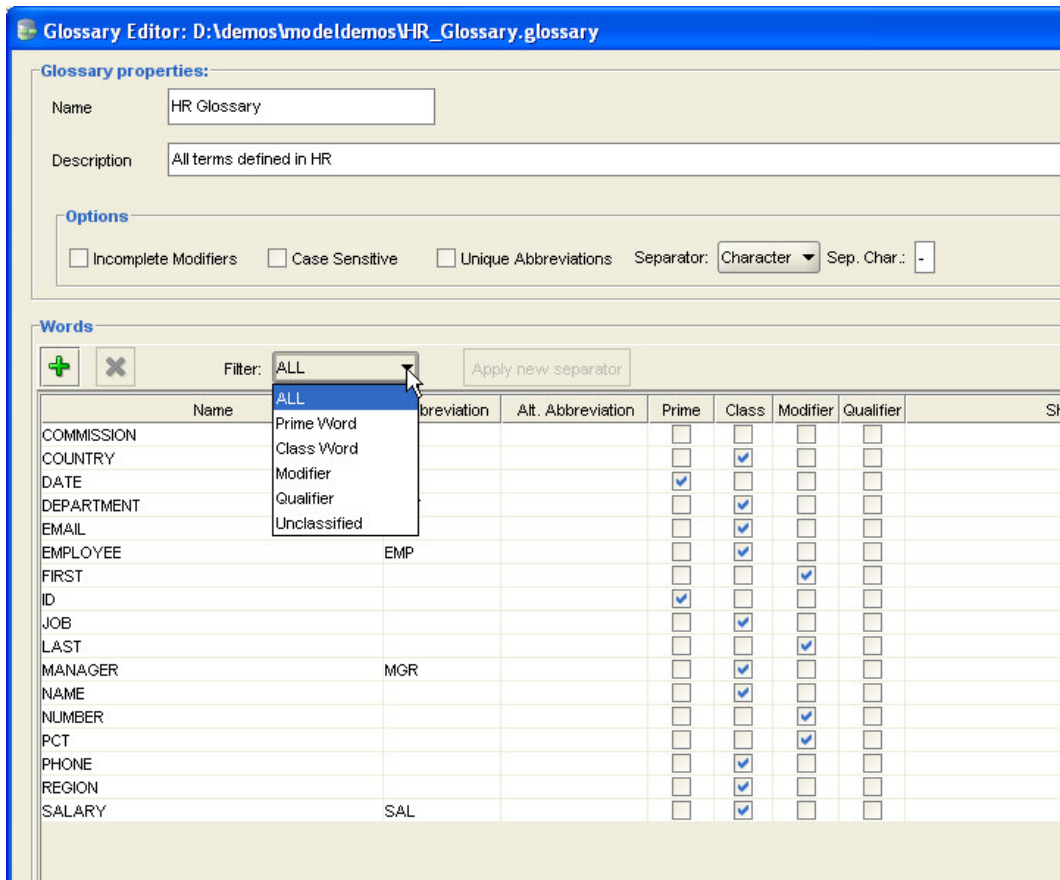 Glossary Editor: D:\demos\modeldemos\HR_Glossary.glossary
Glossary properties:
Name HR Glossary
Description All terms defined in HR
Options
Incomplete Modifiers Case Sensitive Unique Abbreviations Separator: Character Sep. Char.: -
Words
Filter: ALL Apply new separator
Name breviation Alt. Abbreviation Prime Class Modifier Qualifier Sh
ALL
Prime Word
Class Word
Modifier
Qualifier
Unclassified
COMMISSION
COUNTRY
DATE
DEPARTMENT
EMAIL
EMPLOYEE EMP
FIRST
ID
JOB
LAST
MANAGER MGR
NAME
NUMBER
PCT
PHONE
REGION
SALARY SAL